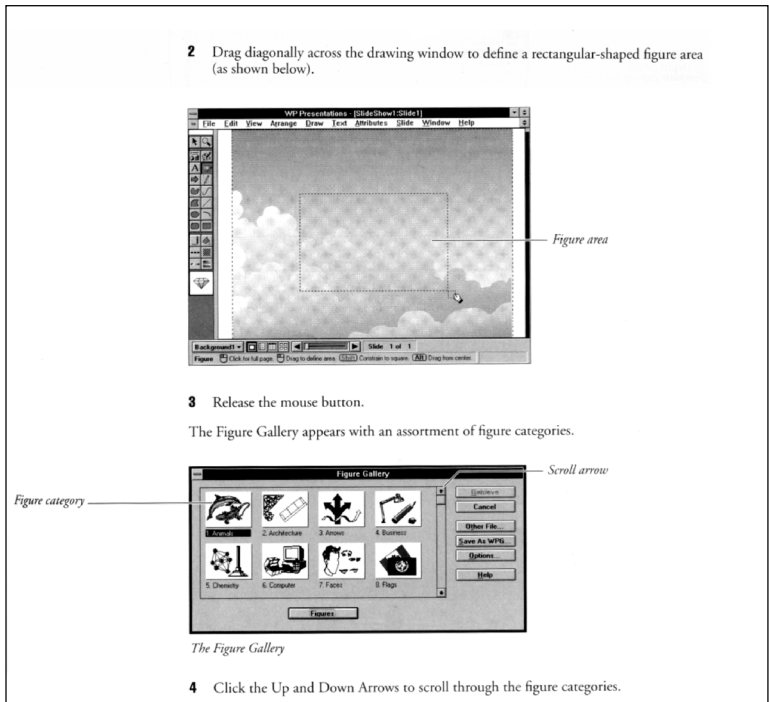 2 Drag diagonally across the drawing window to define a rectangular-shaped figure area
(as shown below).
WP Presentations - [SlideShow1:Slide1]
File Edit View Arrange Draw Text Attributes Slide Window Help
A
Figure area
Background1 Slide 1 of 1
Figure Click for full page. Drag to define area. Shift Constrain to square. Alt Drag from center.
3 Release the mouse button.
The Figure Gallery appears with an assortment of figure categories.
Figure Gallery
Scroll arrow
Figure category
1. Animals 2. Architecture 3. Arrows 4. Business
5. Chemistry 6. Computer 7. Faces 8. Flags
Retrieve
Cancel
Other File...
Save As WPG...
Options...
Help
Figures
The Figure Gallery
4 Click the Up and Down Arrows to scroll through the figure categories.